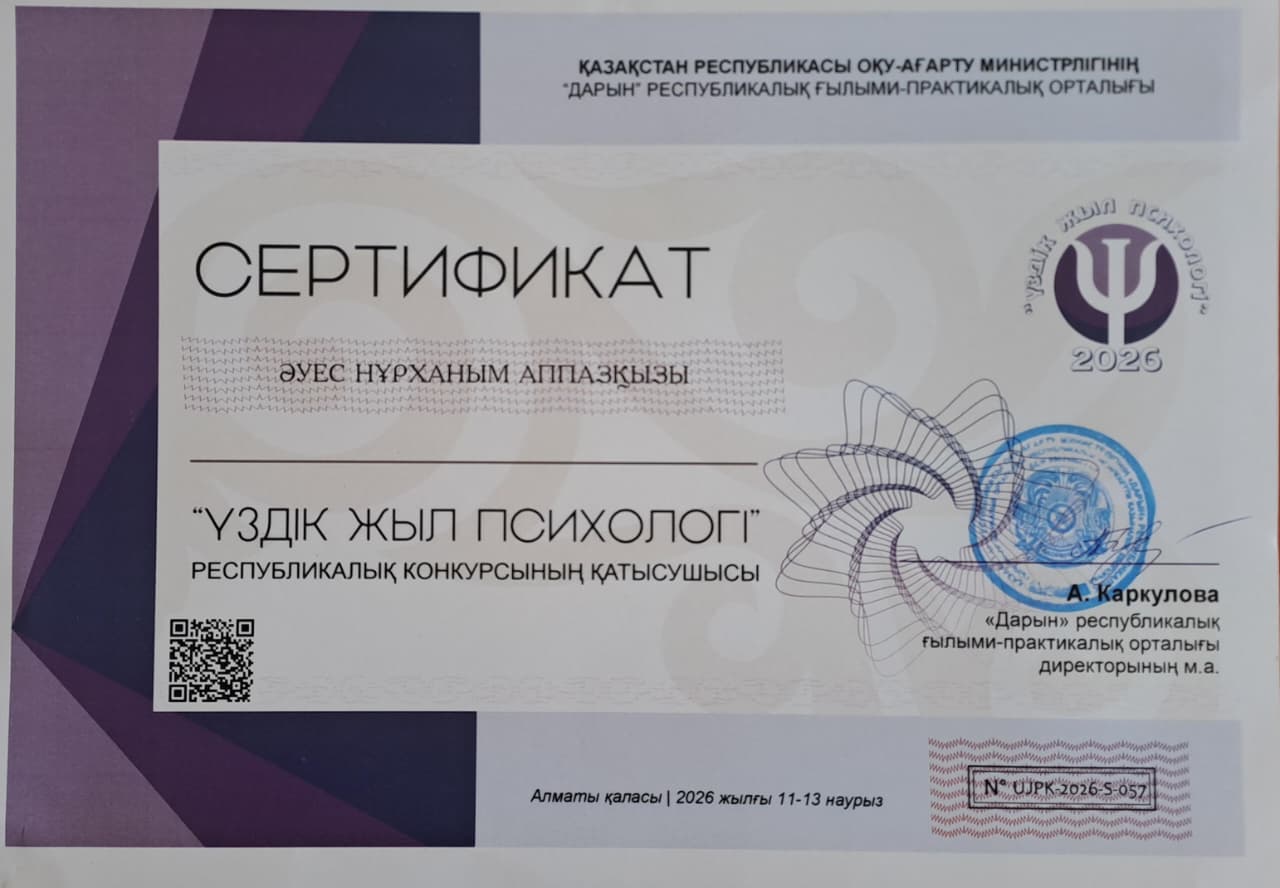 ҚАЗАҚСТАН РЕСПУБЛИКАСЫ ОҚУ-АҒАРТУ МИНИСТРЛІГІНІҢ
"ДАРЫН" РЕСПУБЛИКАЛЫҚ ҒЫЛЫМИ-ПРАКТИКАЛЫҚ ОРТАЛЫҒЫ
"ҮЗДІК ЖЫЛ ПСИХОЛОГІ"
2026
СЕРТИФИКАТ
ӘУЕС НҰРХАНЫМ АППАЗҚЫЗЫ
"ҮЗДІК ЖЫЛ ПСИХОЛОГІ"
РЕСПУБЛИКАЛЫҚ КОНКУРСЫНЫҢ ҚАТЫСУШЫСЫ
А. Каркулова
«Дарын» республикалық
ғылыми-практикалық орталығы
директорының м.а.
Алматы қаласы | 2026 жылғы 11-13 наурыз
N° UJPK-2026-S-057